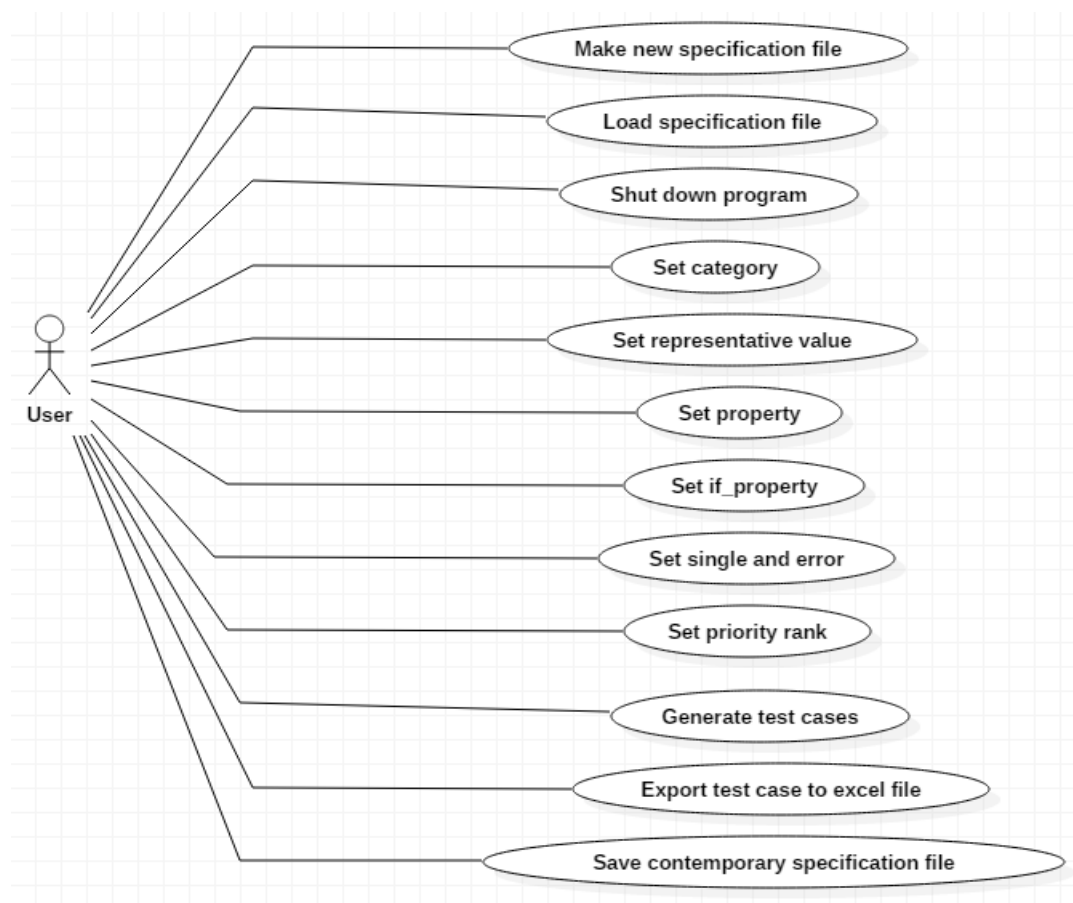 Make new specification file
Load specification file
Shut down program
Set category
Set representative value
User
Set property
Set if_property
Set single and error
Set priority rank
Generate test cases
Export test case to excel file
Save contemporary specification file